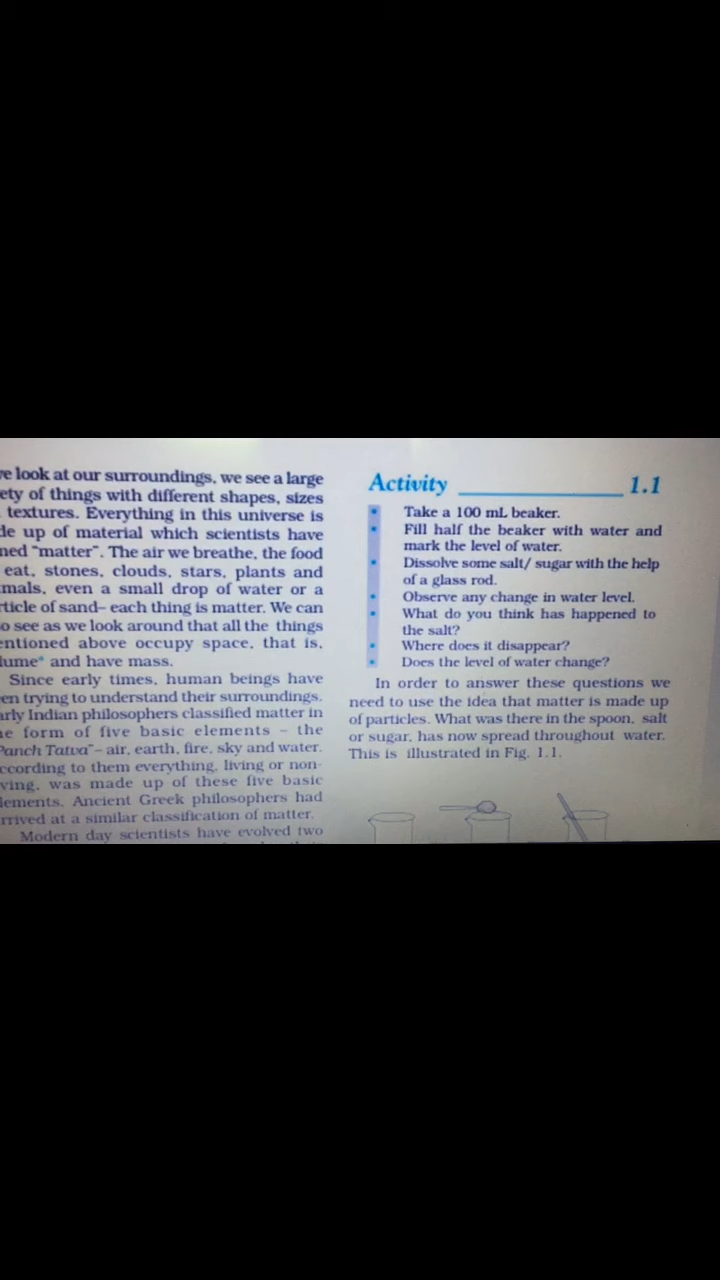 we look at our surroundings, we see a large
ety of things with different shapes, sizes
textures. Everything in this universe is
de up of material which scientists have
ned "matter". The air we breathe, the food
eat, stones, clouds, stars, plants and
mals, even a small drop of water or a
rticle of sand– each thing is matter. We can
o see as we look around that all the things
entioned above occupy space, that is,
lume* and have mass.
Since early times, human beings have
en trying to understand their surroundings.
arly Indian philosophers classified matter in
he form of five basic elements – the
"Panch Tatva"– air, earth, fire, sky and water.
ccording to them everything, living or non-
ving, was made up of these five basic
lements. Ancient Greek philosophers had
rrived at a similar classification of matter.
Modern day scientists have evolved two
Activity 1.1
• Take a 100 mL beaker.
• Fill half the beaker with water and
mark the level of water.
• Dissolve some salt/ sugar with the help
of a glass rod.
• Observe any change in water level.
• What do you think has happened to
the salt?
• Where does it disappear?
• Does the level of water change?
In order to answer these questions we
need to use the idea that matter is made up
of particles. What was there in the spoon, salt
or sugar, has now spread throughout water.
This is illustrated in Fig. 1.1.